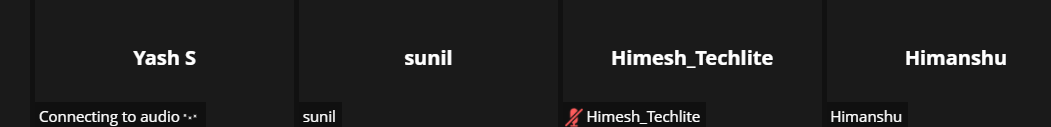 Yash S
sunil
Himesh_Techlite
Himanshu
Connecting to audio
sunil
Himesh_Techlite
Himanshu